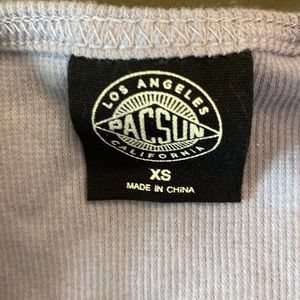 LOS ANGELES
PACSUN
CALIFORNIA
XS
MADE IN CHINA